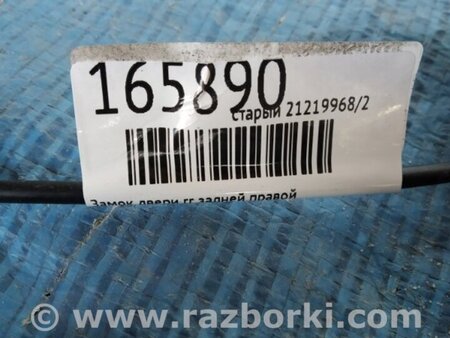 165890
старый 21219968/2
Замок двери гг задней правой
© www.razborki.com